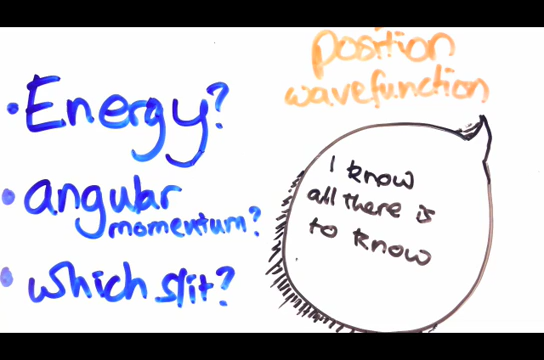 • Energy?
• angular
momentum?
• which slit?
position
wavefunction
I know
all there is
to know